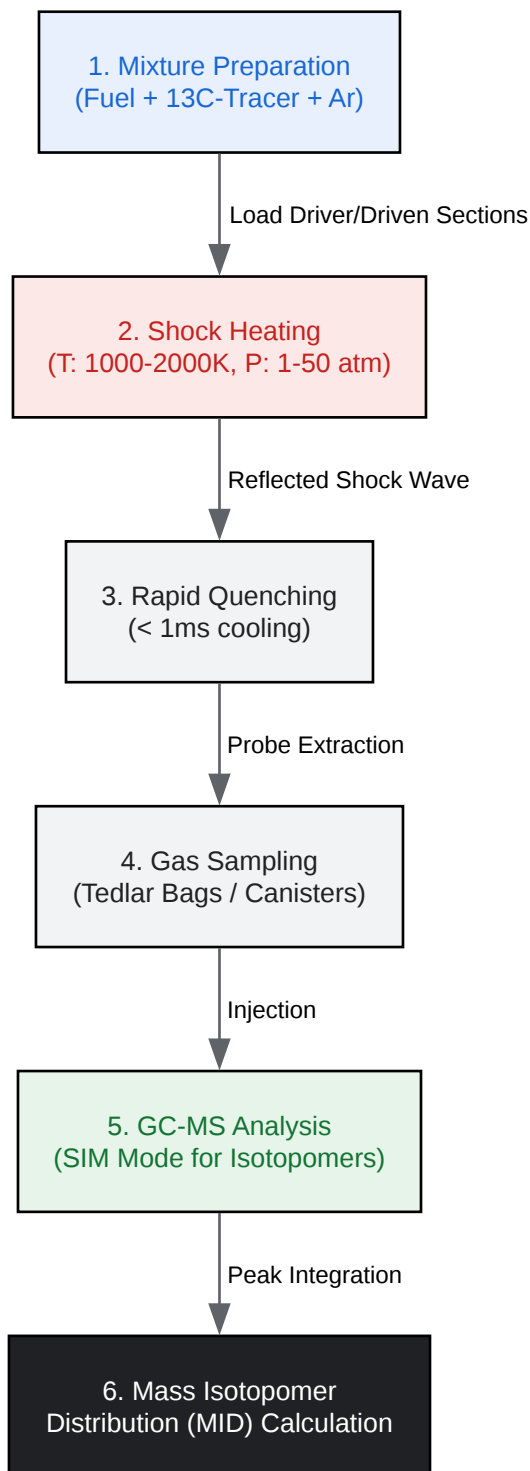 1. Mixture Preparation
(Fuel + 13C-Tracer + Ar)
Load Driver/Driven Sections
2. Shock Heating
(T: 1000-2000K, P: 1-50 atm)
Reflected Shock Wave
3. Rapid Quenching
(< 1ms cooling)
Probe Extraction
4. Gas Sampling
(Tedlar Bags / Canisters)
Injection
5. GC-MS Analysis
(SIM Mode for Isotopomers)
Peak Integration
6. Mass Isotopomer
Distribution (MID) Calculation